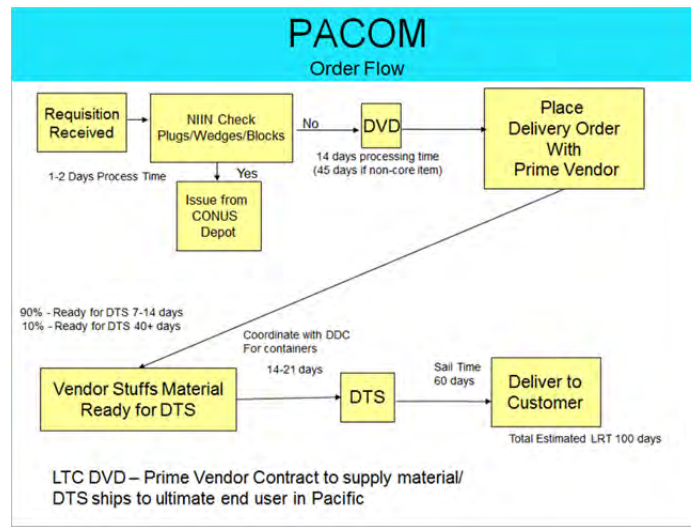 PACOM
Order Flow
Requisition
Received
NIIN Check
Plugs/Wedges/Blocks
No
DVD
Place
Delivery Order
With
Prime Vendor
1-2 Days Process Time
Yes
14 days processing time
(45 days if non-core item)
Issue from
CONUS
Depot
90% - Ready for DTS 7-14 days
10% - Ready for DTS 40+ days
Coordinate with DDC
For containers
14-21 days
Vendor Stuffs Material
Ready for DTS
DTS
Sail Time
60 days
Deliver to
Customer
Total Estimated LRT 100 days
LTC DVD – Prime Vendor Contract to supply material/
DTS ships to ultimate end user in Pacific